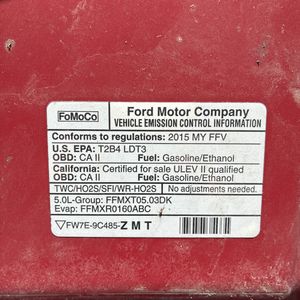 FoMoCo
Ford Motor Company
VEHICLE EMISSION CONTROL INFORMATION
Conforms to regulations: 2015 MY FFV
U.S. EPA: T2B4 LDT3
OBD: CA II Fuel: Gasoline/Ethanol
California: Certified for sale ULEV II qualified
OBD: CA II Fuel: Gasoline/Ethanol
TWC/HO2S/SFI/WR-HO2S No adjustments needed.
5.0L-Group: FFMXT05.03DK
Evap: FFMXR0160ABC
FW7E-9C485-Z M T